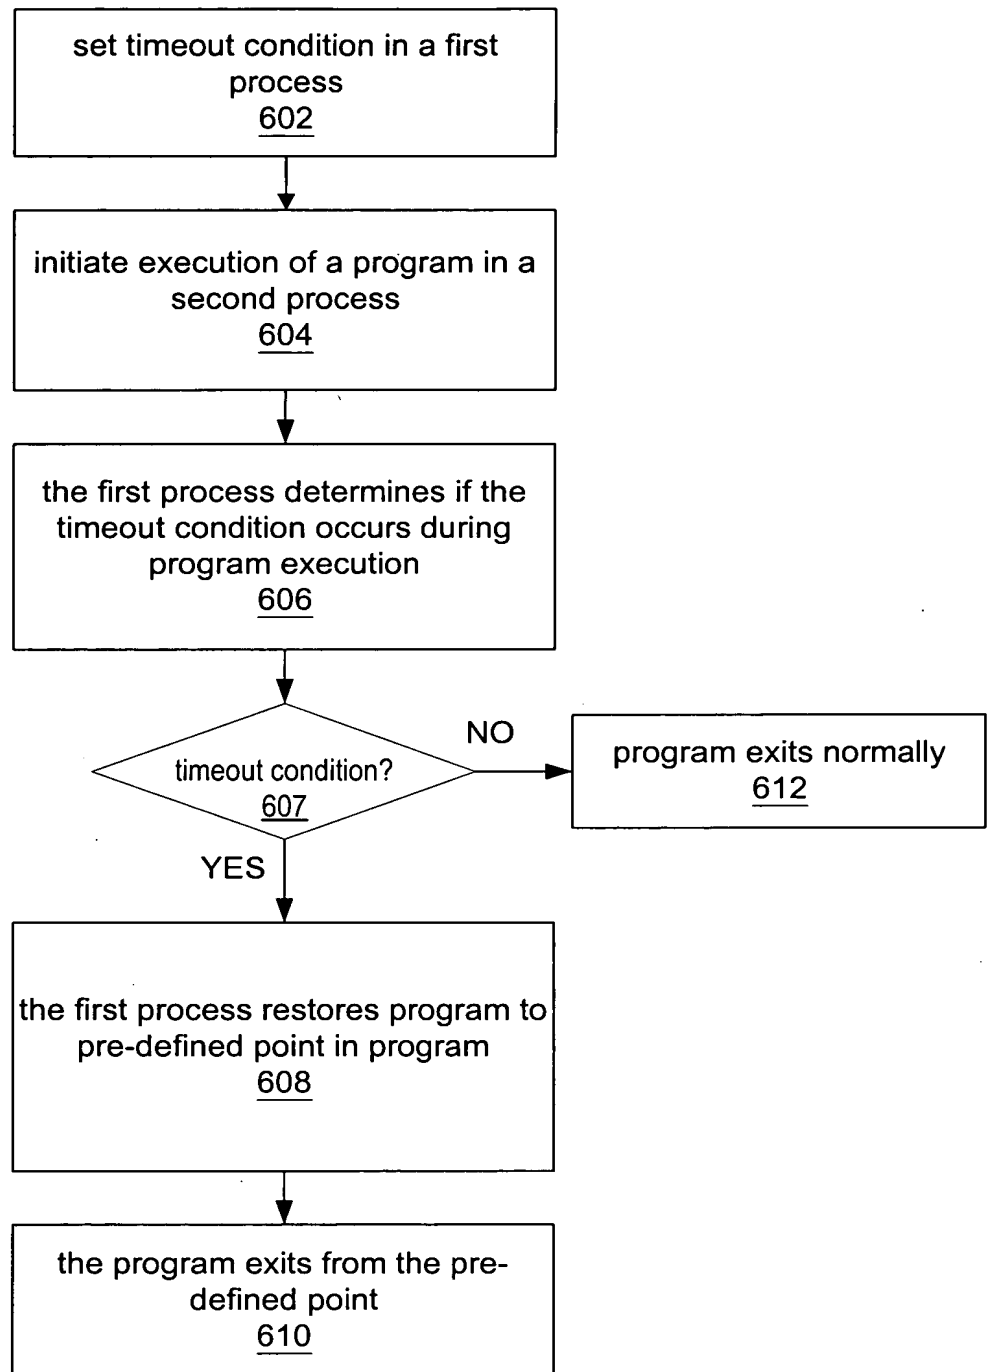 set timeout condition in a first
process
602
initiate execution of a program in a
second process
604
the first process determines if the
timeout condition occurs during
program execution
606
timeout condition?
607
NO
program exits normally
612
YES
the first process restores program to
pre-defined point in program
608
the program exits from the pre-
defined point
610